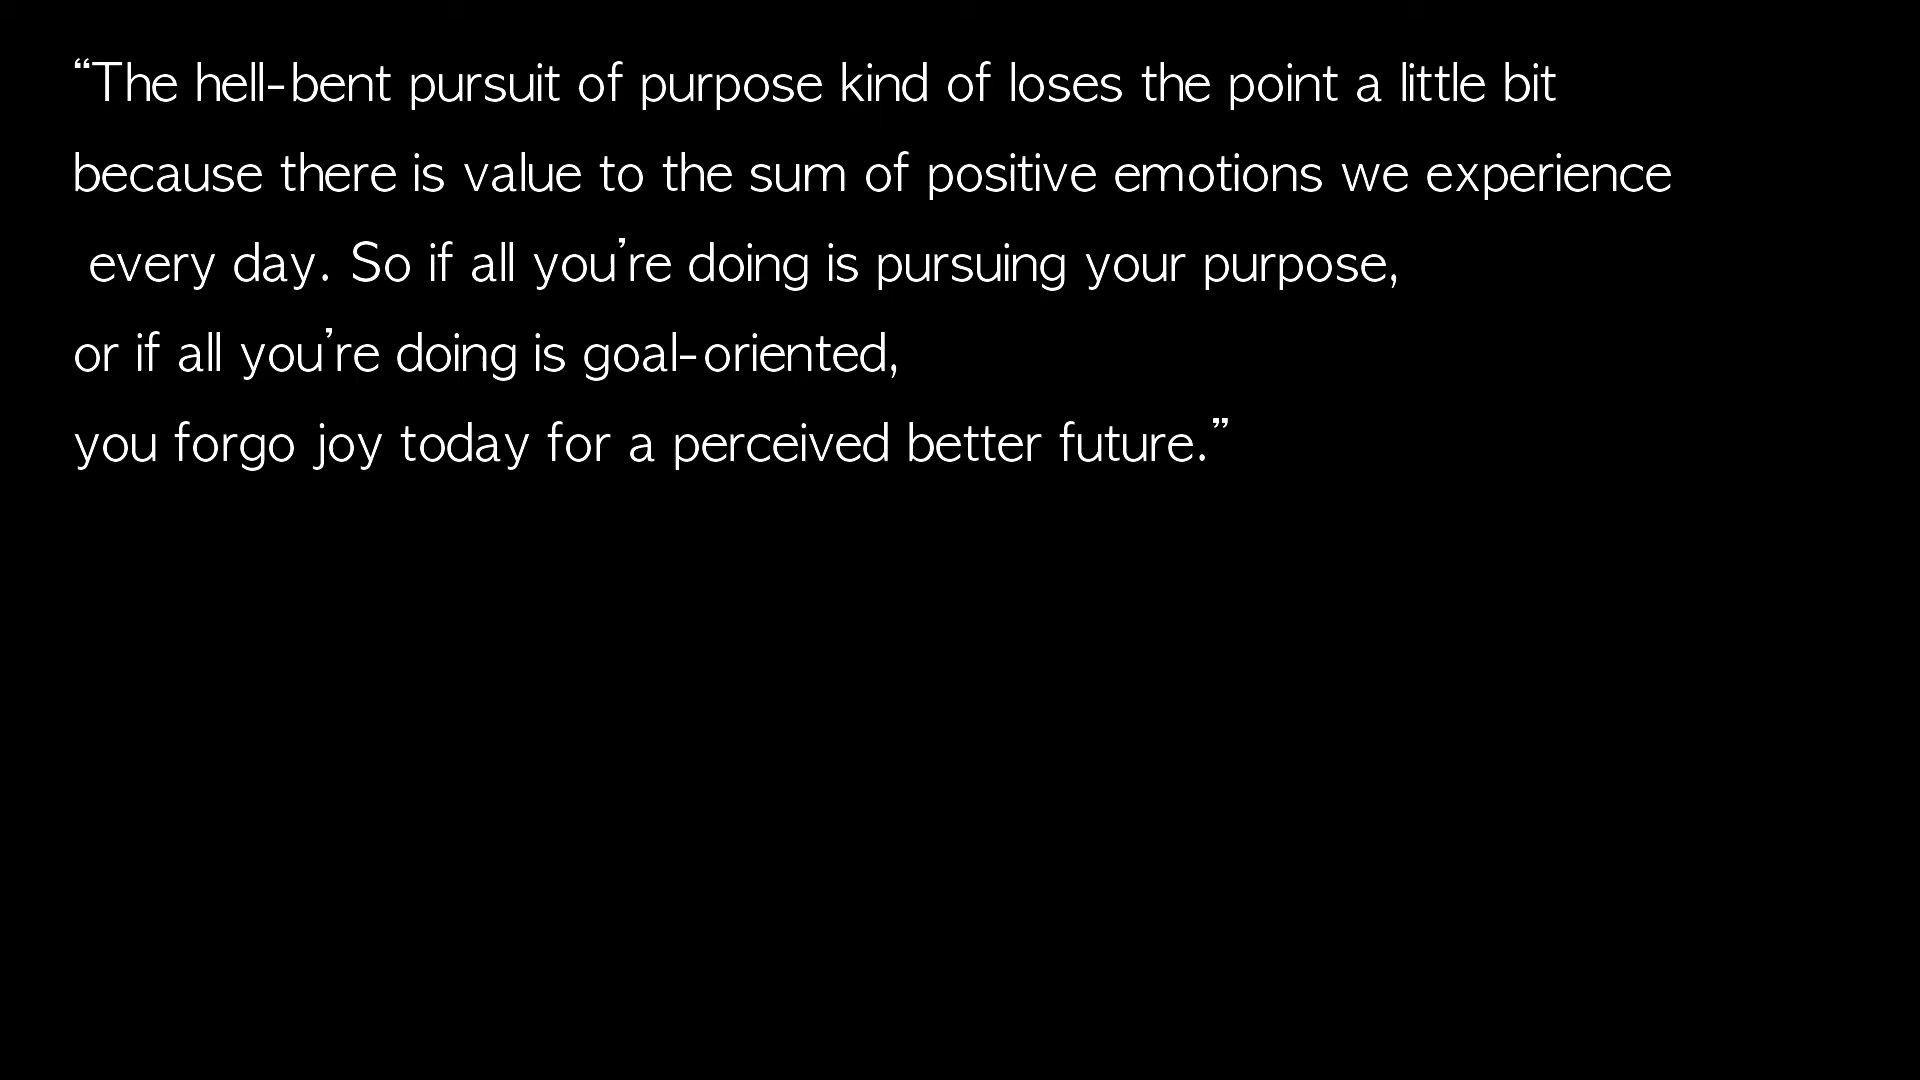 “The hell-bent pursuit of purpose kind of loses the point a little bit
because there is value to the sum of positive emotions we experience
every day. So if all you’re doing is pursuing your purpose,
or if all you’re doing is goal-oriented,
you forgo joy today for a perceived better future.”